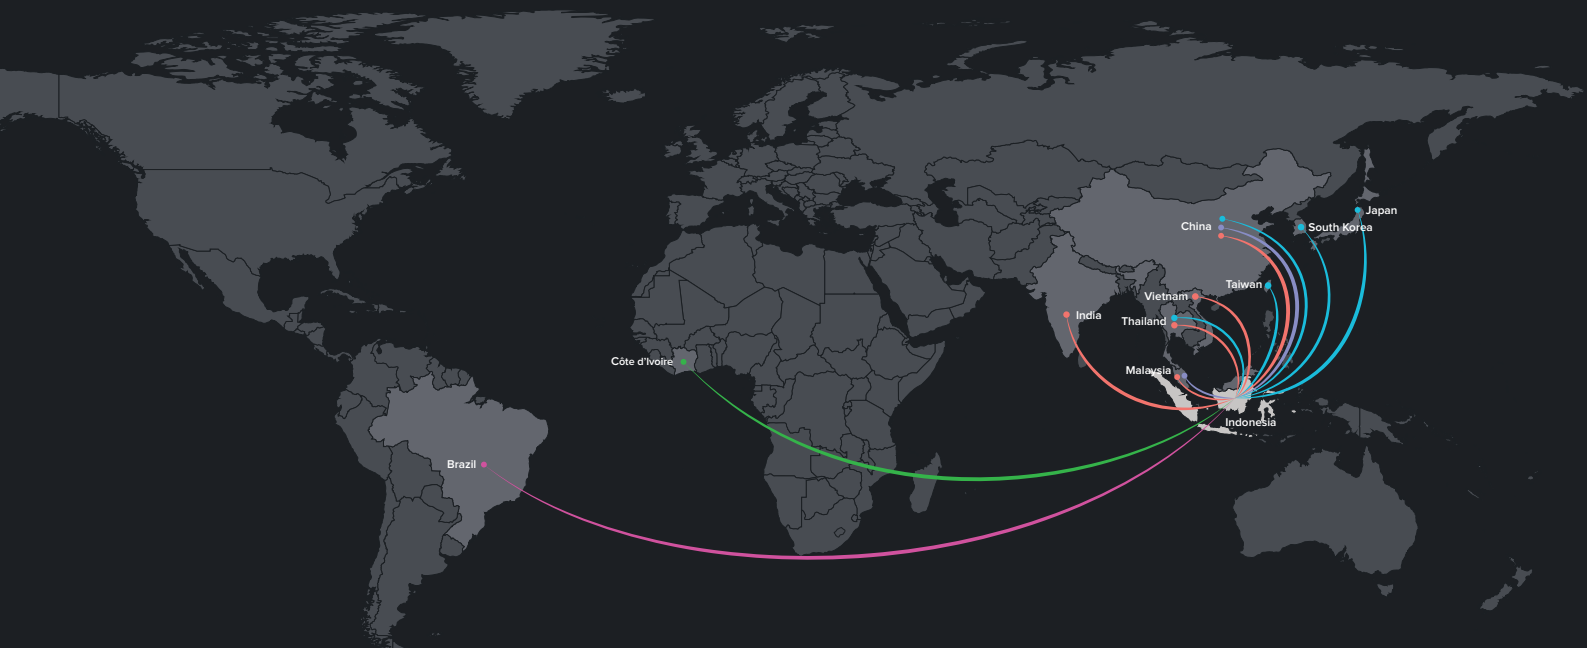 Japan
China
South Korea
Taiwan
Vietnam
India
Thailand
Côte d'Ivoire
Malaysia
Indonesia
Brazil